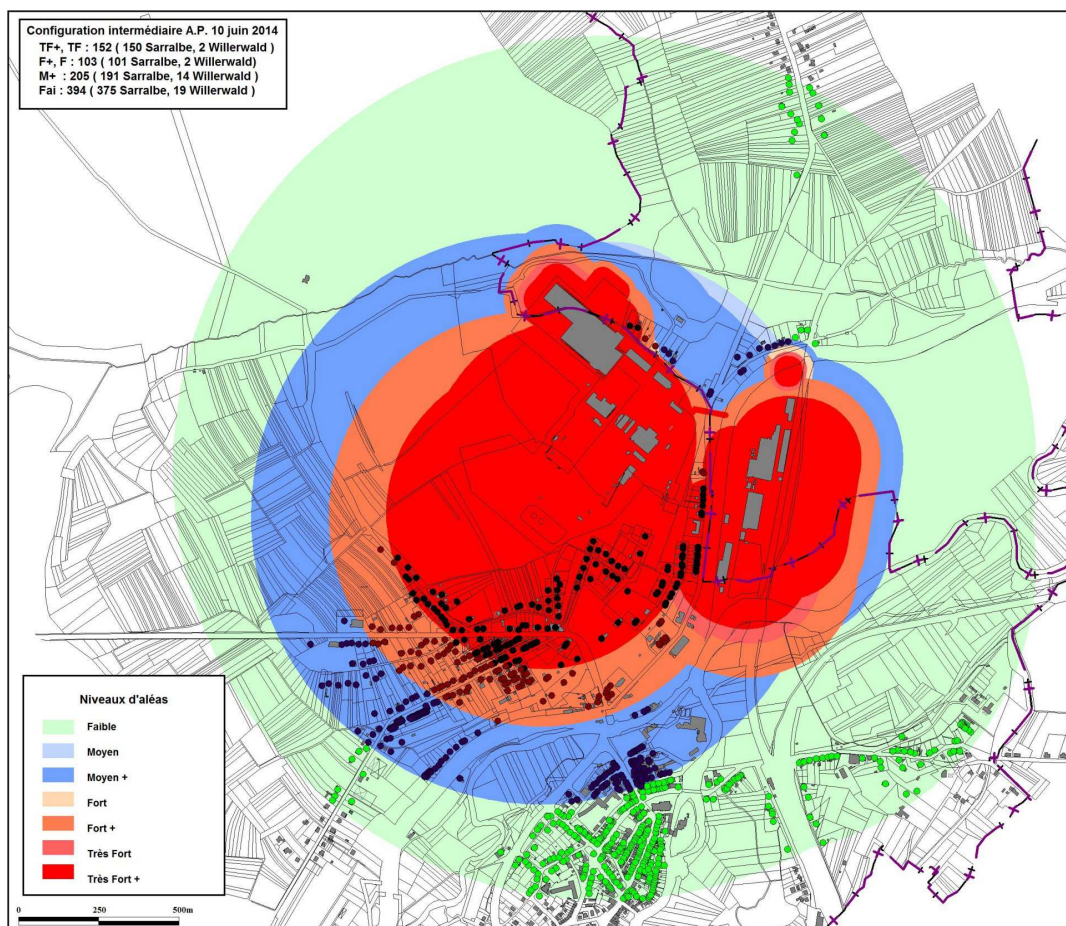 Configuration intermédiaire A.P. 10 juin 2014
TF+, TF : 152 ( 150 Sarralbe, 2 Willerwald )
F+, F : 103 ( 101 Sarralbe, 2 Willerwald)
M+ : 205 ( 191 Sarralbe, 14 Willerwald )
Fai : 394 ( 375 Sarralbe, 19 Willerwald )
Niveaux d'aléas
Faible
Moyen
Moyen +
Fort
Fort +
Très Fort
Très Fort +
0 250 500m